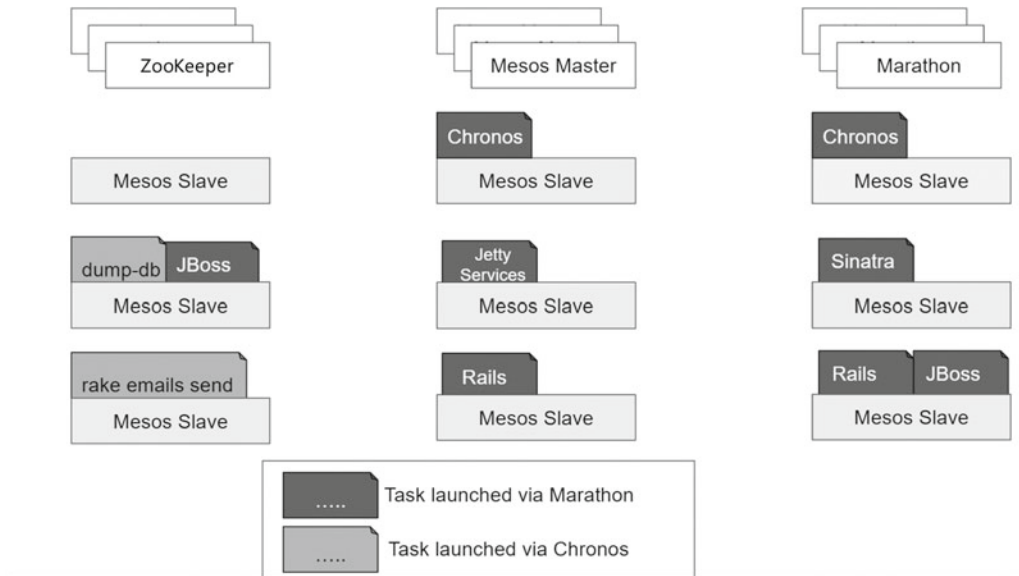 ZooKeeper
Mesos Master
Marathon
Chronos
Chronos
Mesos Slave
Mesos Slave
Mesos Slave
dump-db
JBoss
Jetty
Services
Sinatra
Mesos Slave
Mesos Slave
Mesos Slave
rake emails send
Rails
Rails
JBoss
Mesos Slave
Mesos Slave
Mesos Slave
..... Task launched via Marathon
..... Task launched via Chronos